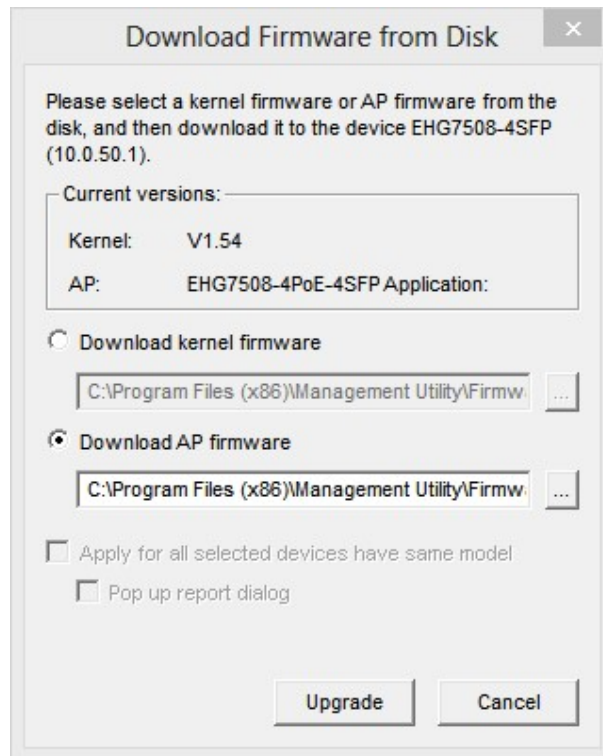 Download Firmware from Disk
Please select a kernel firmware or AP firmware from the
disk, and then download it to the device EHG7508-4SFP
(10.0.50.1).
Current versions:
Kernel: V1.54
AP: EHG7508-4PoE-4SFP Application:
Download kernel firmware
C:\Program Files (x86)\Management Utility\Firmw
...
Download AP firmware
C:\Program Files (x86)\Management Utility\Firmw
...
Apply for all selected devices have same model
Pop up report dialog
Upgrade Cancel